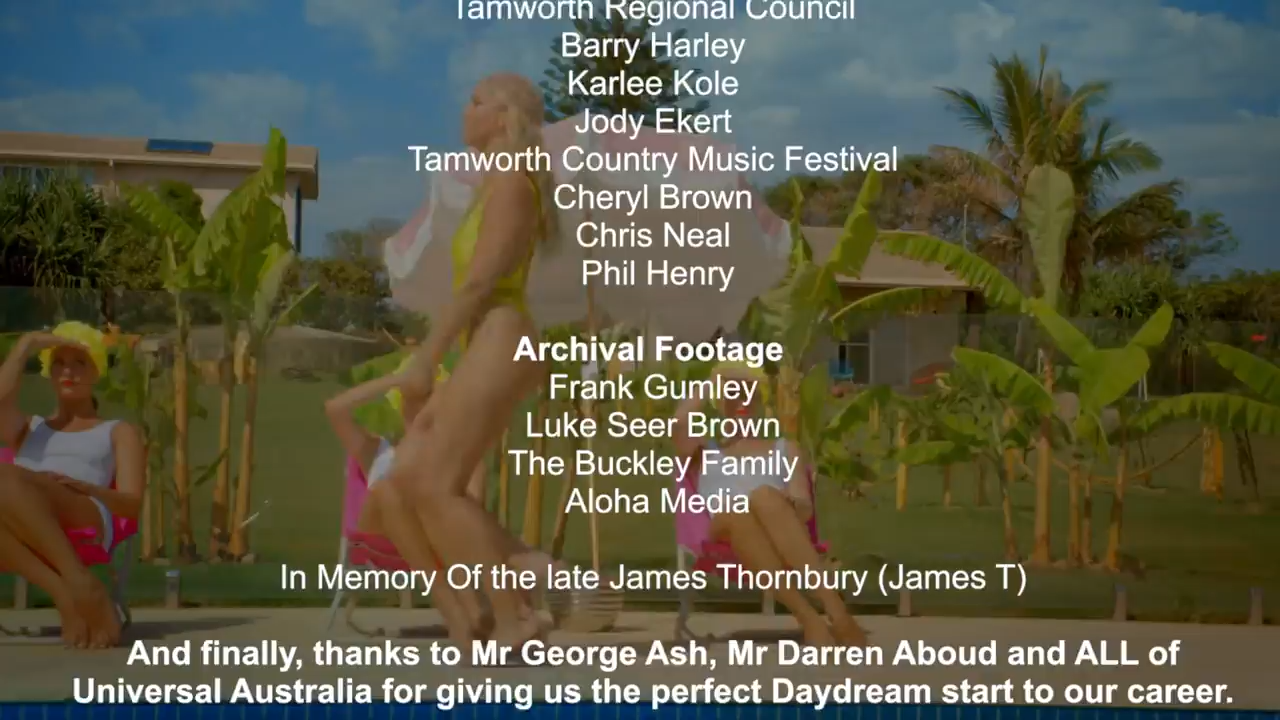 Tamworth Regional Council
Barry Harley
Karlee Kole
Jody Ekert
Tamworth Country Music Festival
Cheryl Brown
Chris Neal
Phil Henry
Archival Footage
Frank Gumley
Luke Seer Brown
The Buckley Family
Aloha Media
In Memory Of the late James Thornbury (James T)
And finally, thanks to Mr George Ash, Mr Darren Aboud and ALL of
Universal Australia for giving us the perfect Daydream start to our career.